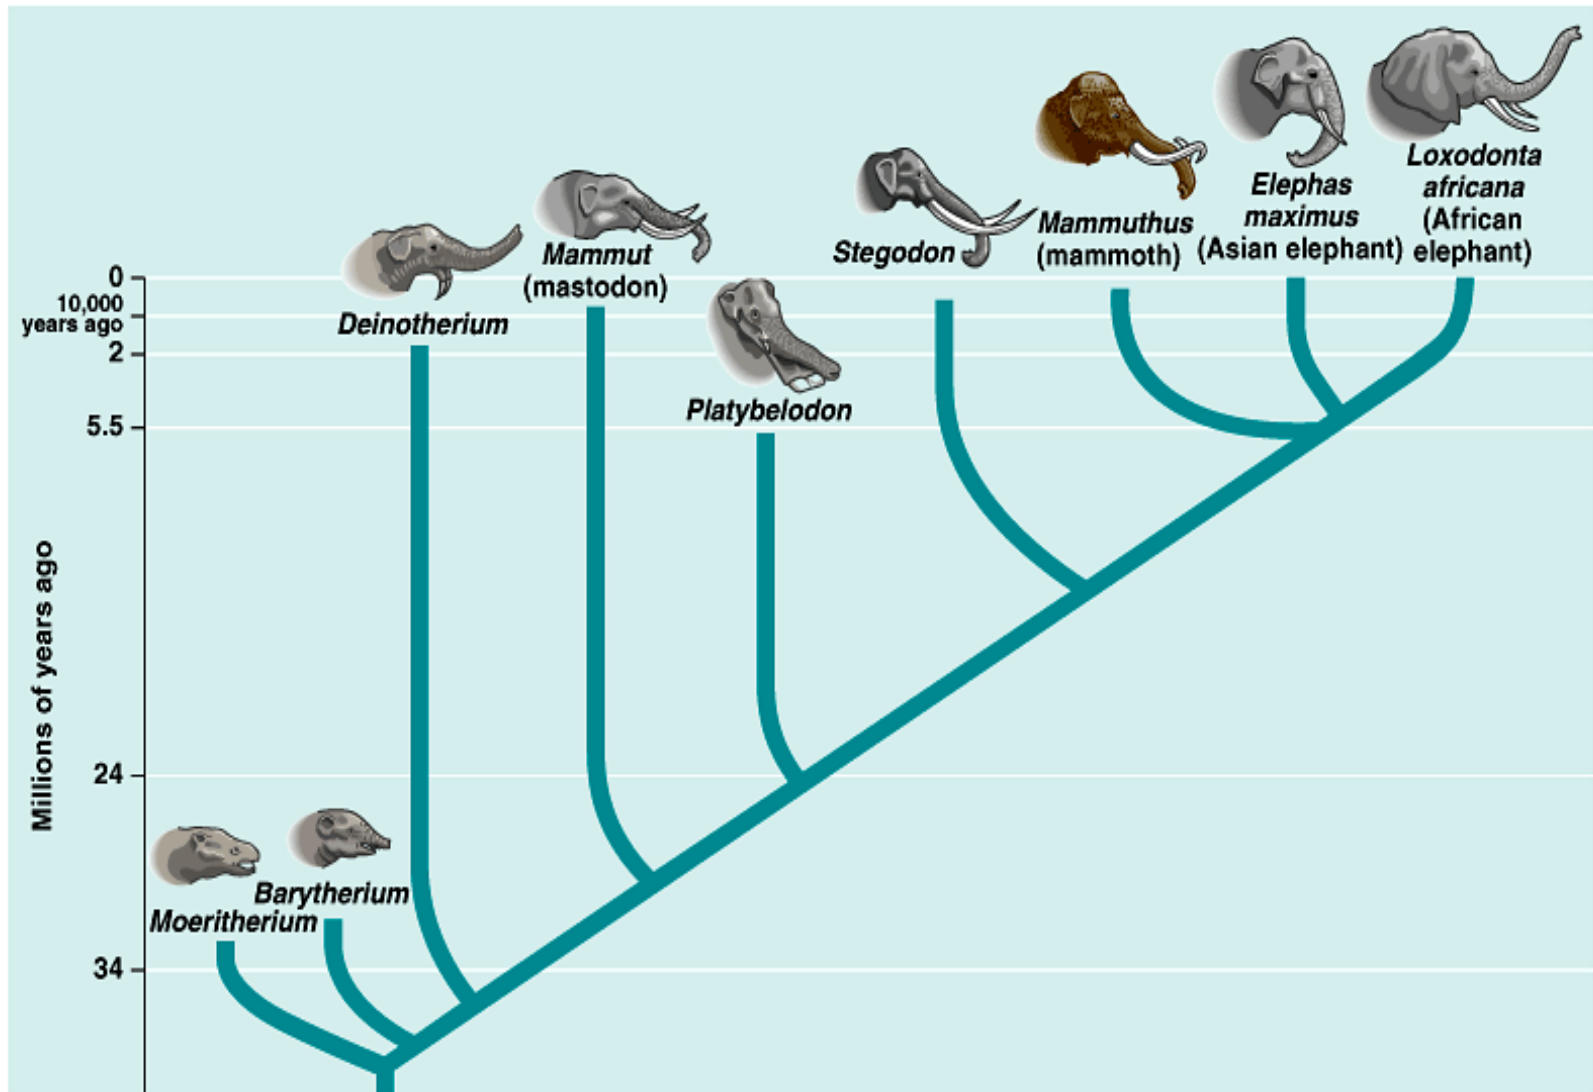 Loxodonta
africana
(African
elephant)
Elephas
maximus
(Asian elephant)
Mammuthus
(mammoth)
Stegodon
Mammut
(mastodon)
Deinotherium
Platybelodon
Barytherium
Moeritherium
0
10,000
years ago
2
5.5
24
34
Millions of years ago